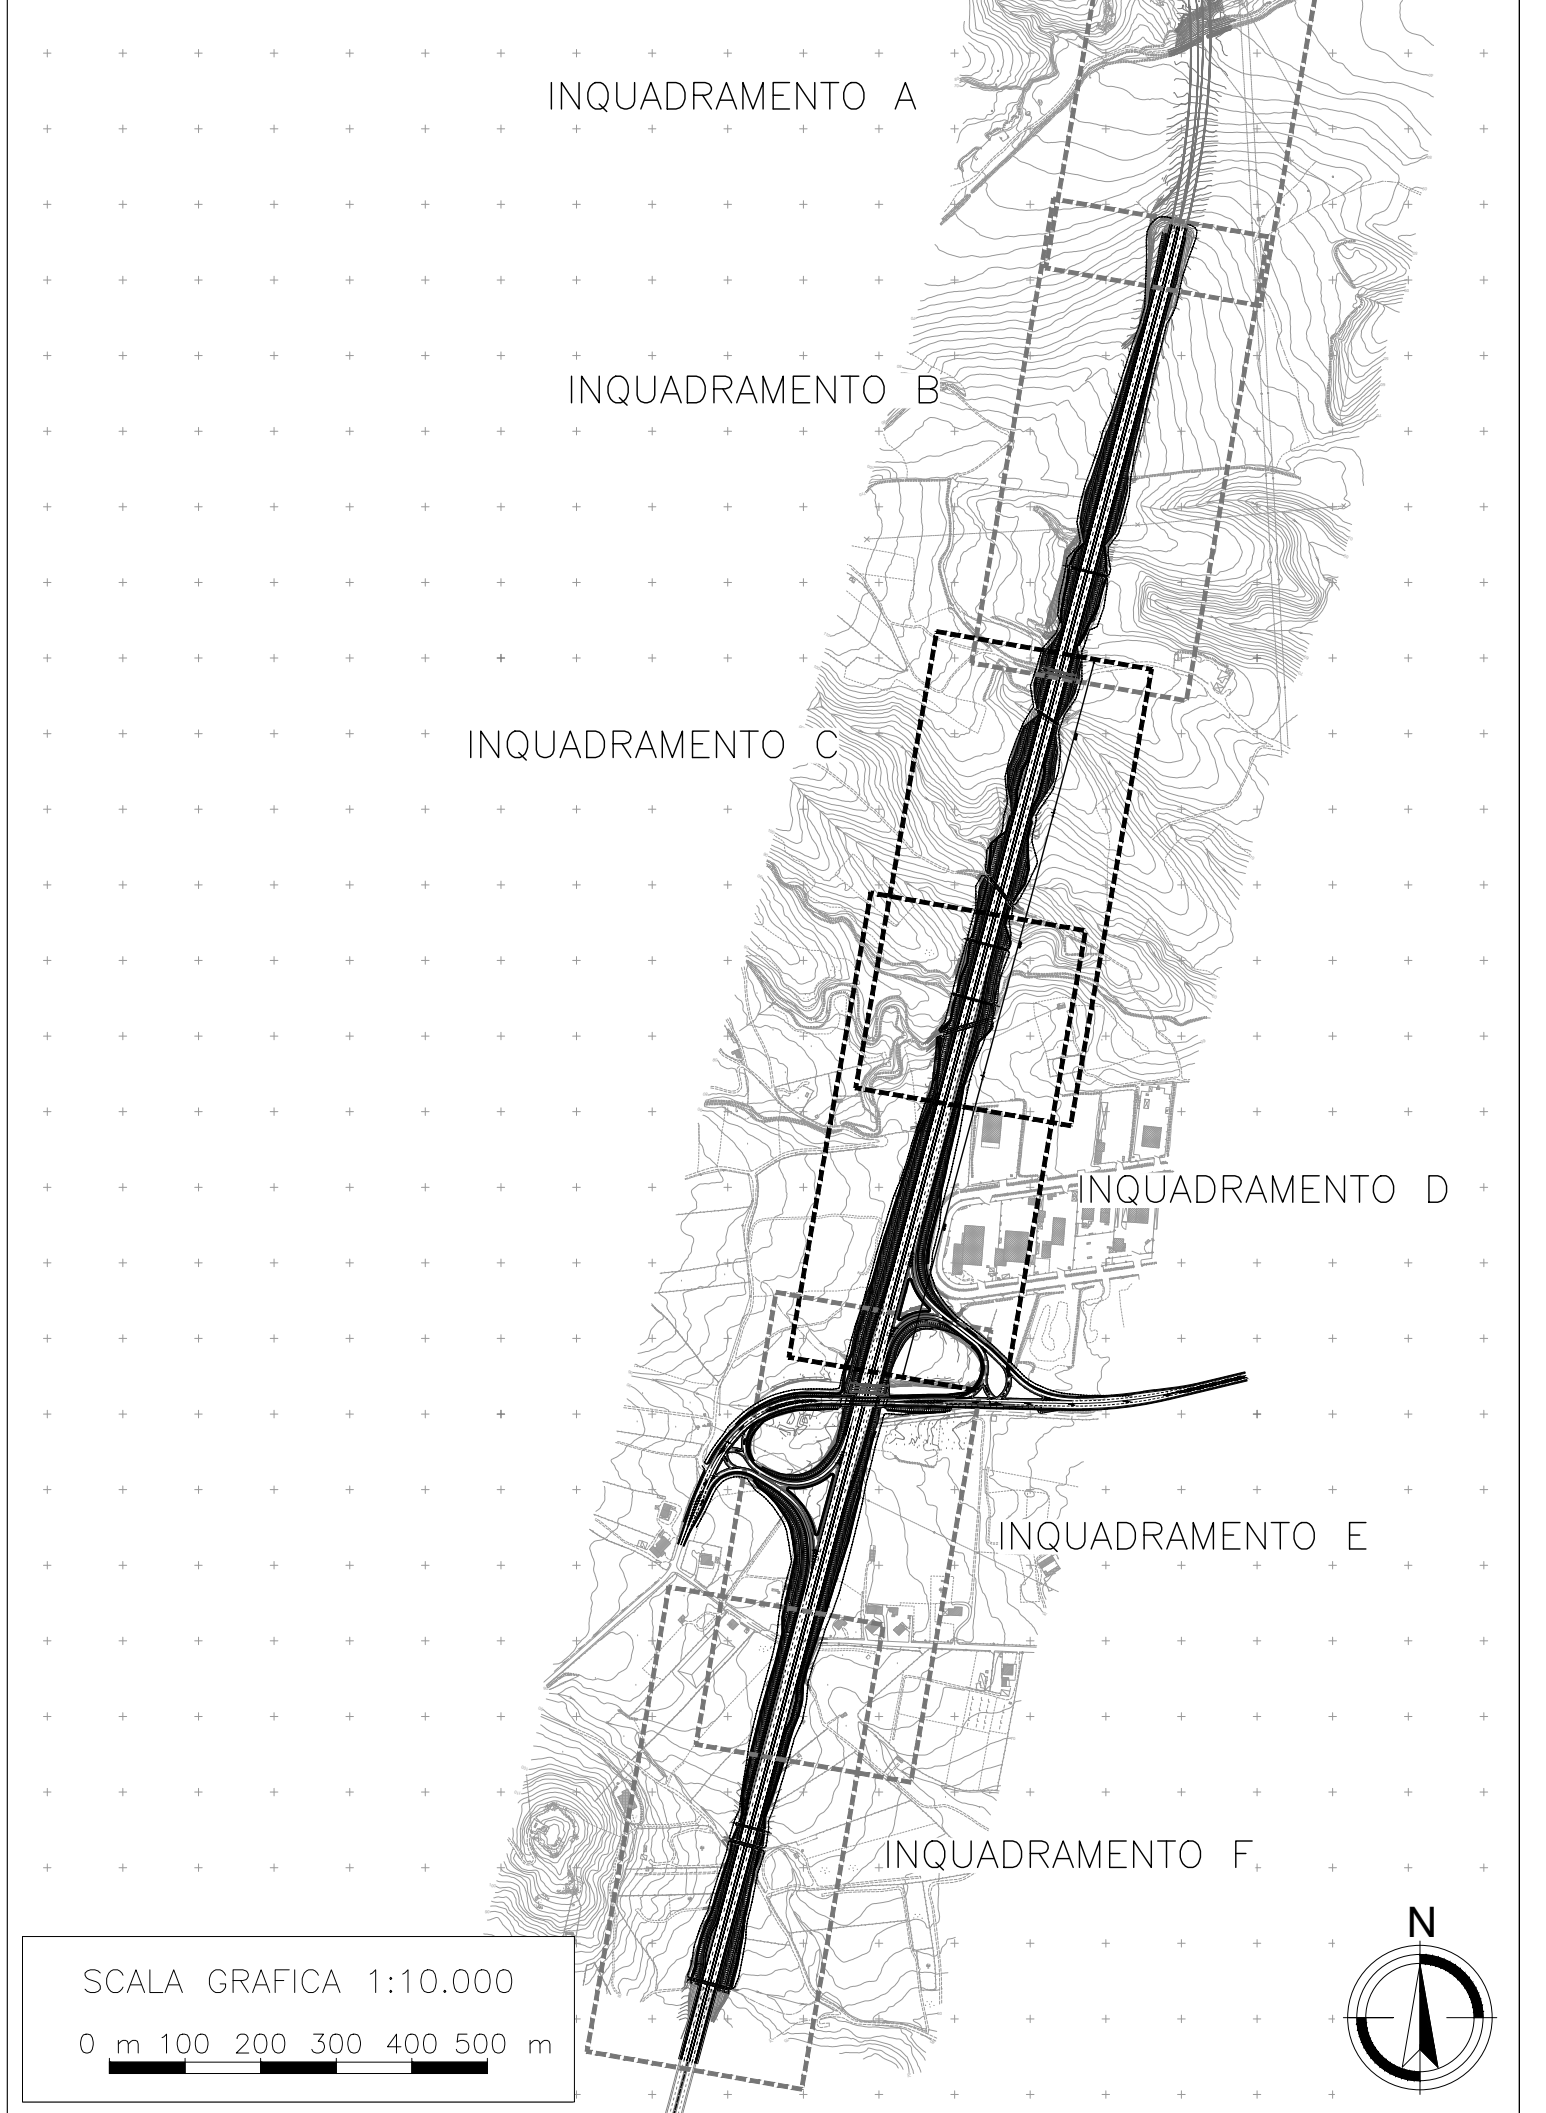 INQUADRAMENTO A
INQUADRAMENTO B
INQUADRAMENTO C
INQUADRAMENTO D
INQUADRAMENTO E
INQUADRAMENTO F
N
SCALA GRAFICA 1:10.000
0 m 100 200 300 400 500 m